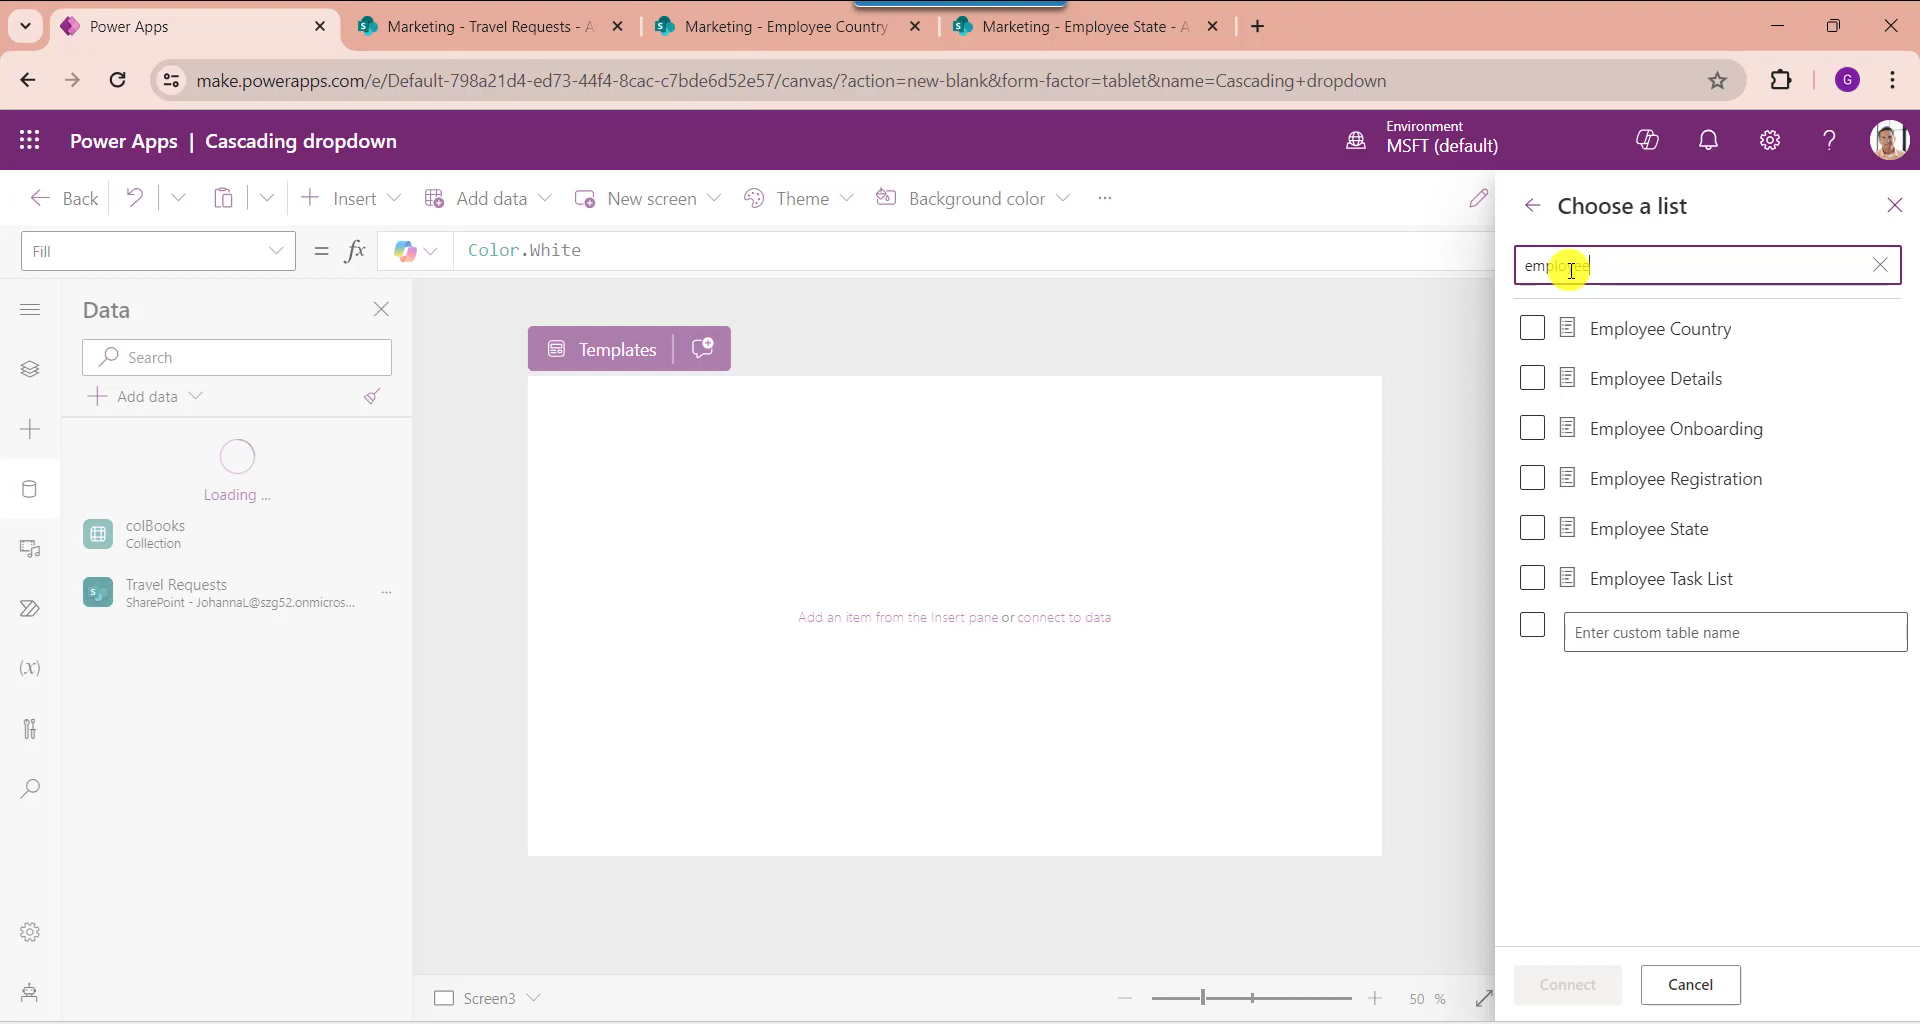 Power Apps
Marketing - Travel Requests - A
Marketing - Employee Country
Marketing - Employee State - A
make.powerapps.com/e/Default-798a21d4-ed73-44f4-8cac-c7bde6d52e57/canvas/?action=new-blank&form-factor=tablet&name=Cascading+dropdown
G
Power Apps | Cascading dropdown
Environment
MSFT (default)
Back
Insert
Add data
New screen
Theme
Background color
Fill
= fx
Color.White
Data
Search
Add data
Loading ...
colBooks
Collection
Travel Requests
SharePoint - JohannaL@szg52.onmicros...
Templates
Add an item from the Insert pane or connect to data
Screen3
50 %
Choose a list
employee
Employee Country
Employee Details
Employee Onboarding
Employee Registration
Employee State
Employee Task List
Enter custom table name
Connect
Cancel